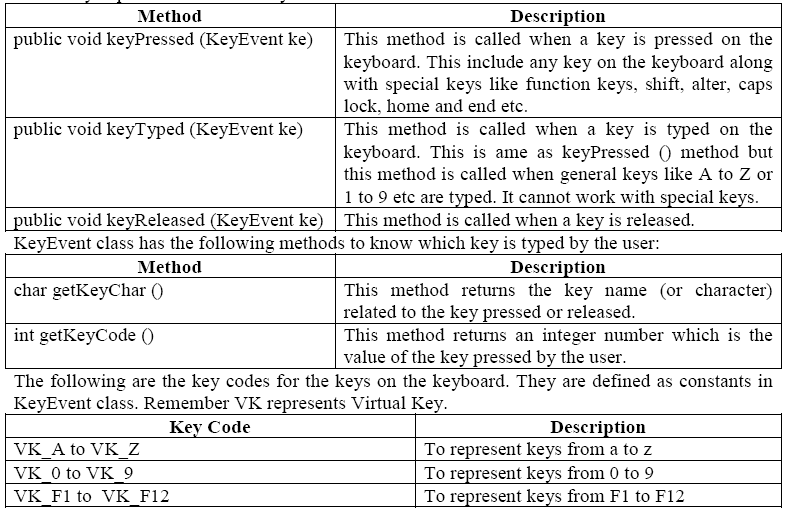 Method Description
public void keyPressed (KeyEvent ke) This method is called when a key is pressed on the
keyboard. This include any key on the keyboard along
with special keys like function keys, shift, alter, caps
lock, home and end etc.
public void keyTyped (KeyEvent ke) This method is called when a key is typed on the
keyboard. This is ame as keyPressed () method but
this method is called when general keys like A to Z or
1 to 9 etc are typed. It cannot work with special keys.
public void keyReleased (KeyEvent ke) This method is called when a key is released.
KeyEvent class has the following methods to know which key is typed by the user:
Method Description
char getKeyChar () This method returns the key name (or character)
related to the key pressed or released.
int getKeyCode () This method returns an integer number which is the
value of the key pressed by the user.
The following are the key codes for the keys on the keyboard. They are defined as constants in
KeyEvent class. Remember VK represents Virtual Key.
Key Code Description
VK_A to VK_Z To represent keys from a to z
VK_0 to VK_9 To represent keys from 0 to 9
VK_F1 to VK_F12 To represent keys from F1 to F12